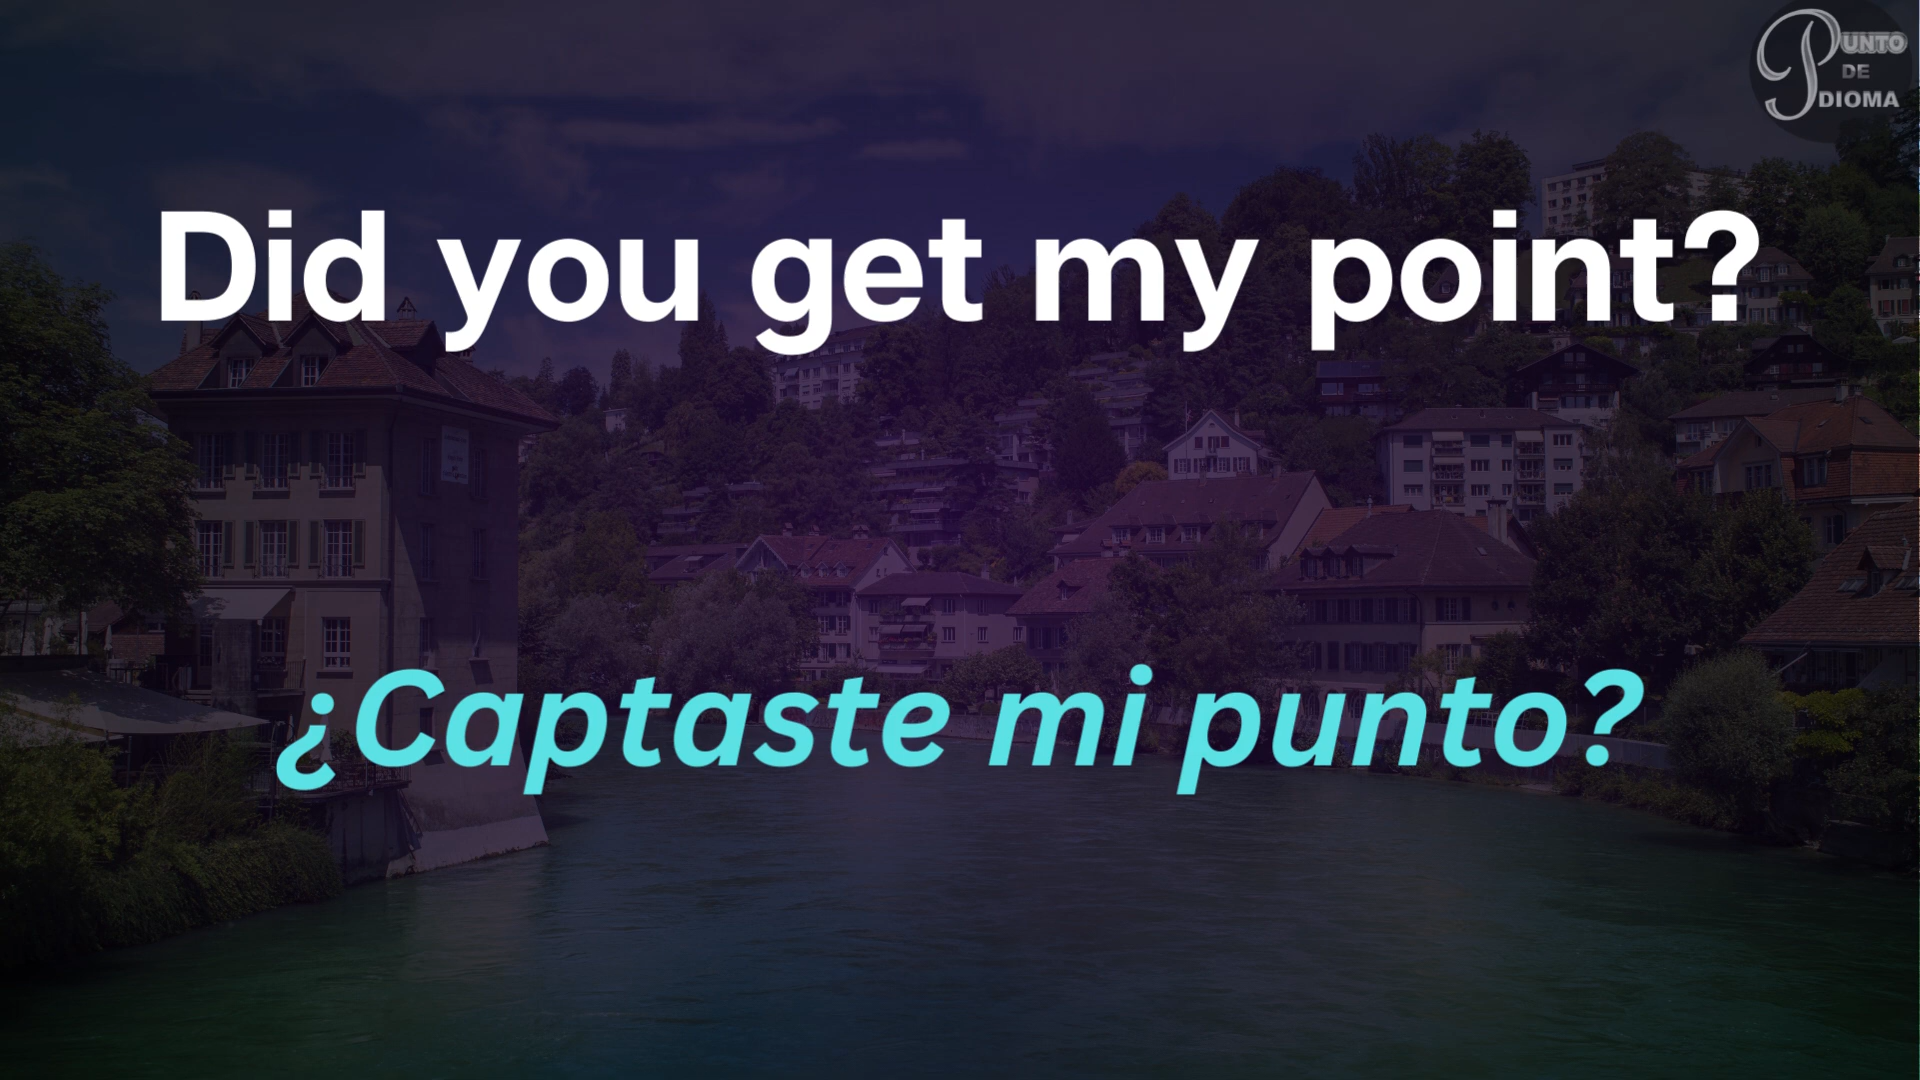 PUNTO
DE
IDIOMA
Did you get my point?
¿Captaste mi punto?